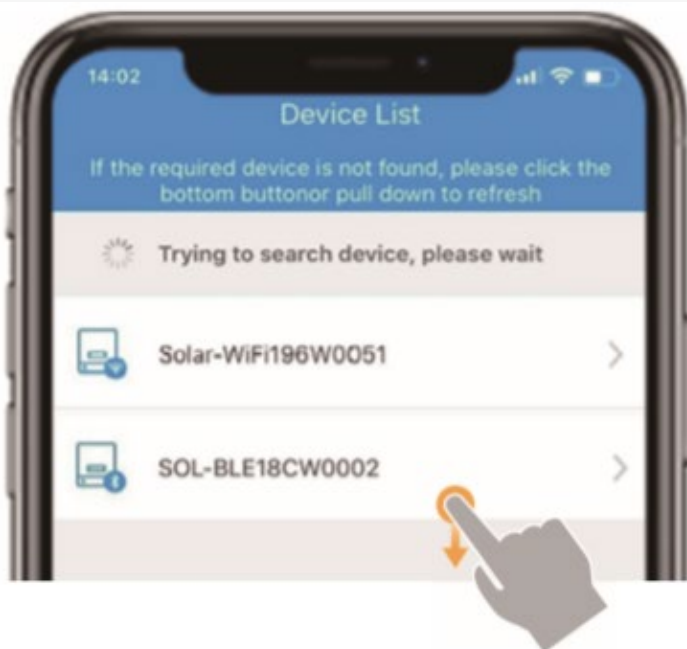 14:02
Device List
If the required device is not found, please click the
bottom buttonor pull down to refresh
Trying to search device, please wait
Solar-WiFi196W0051
SOL-BLE18CW0002